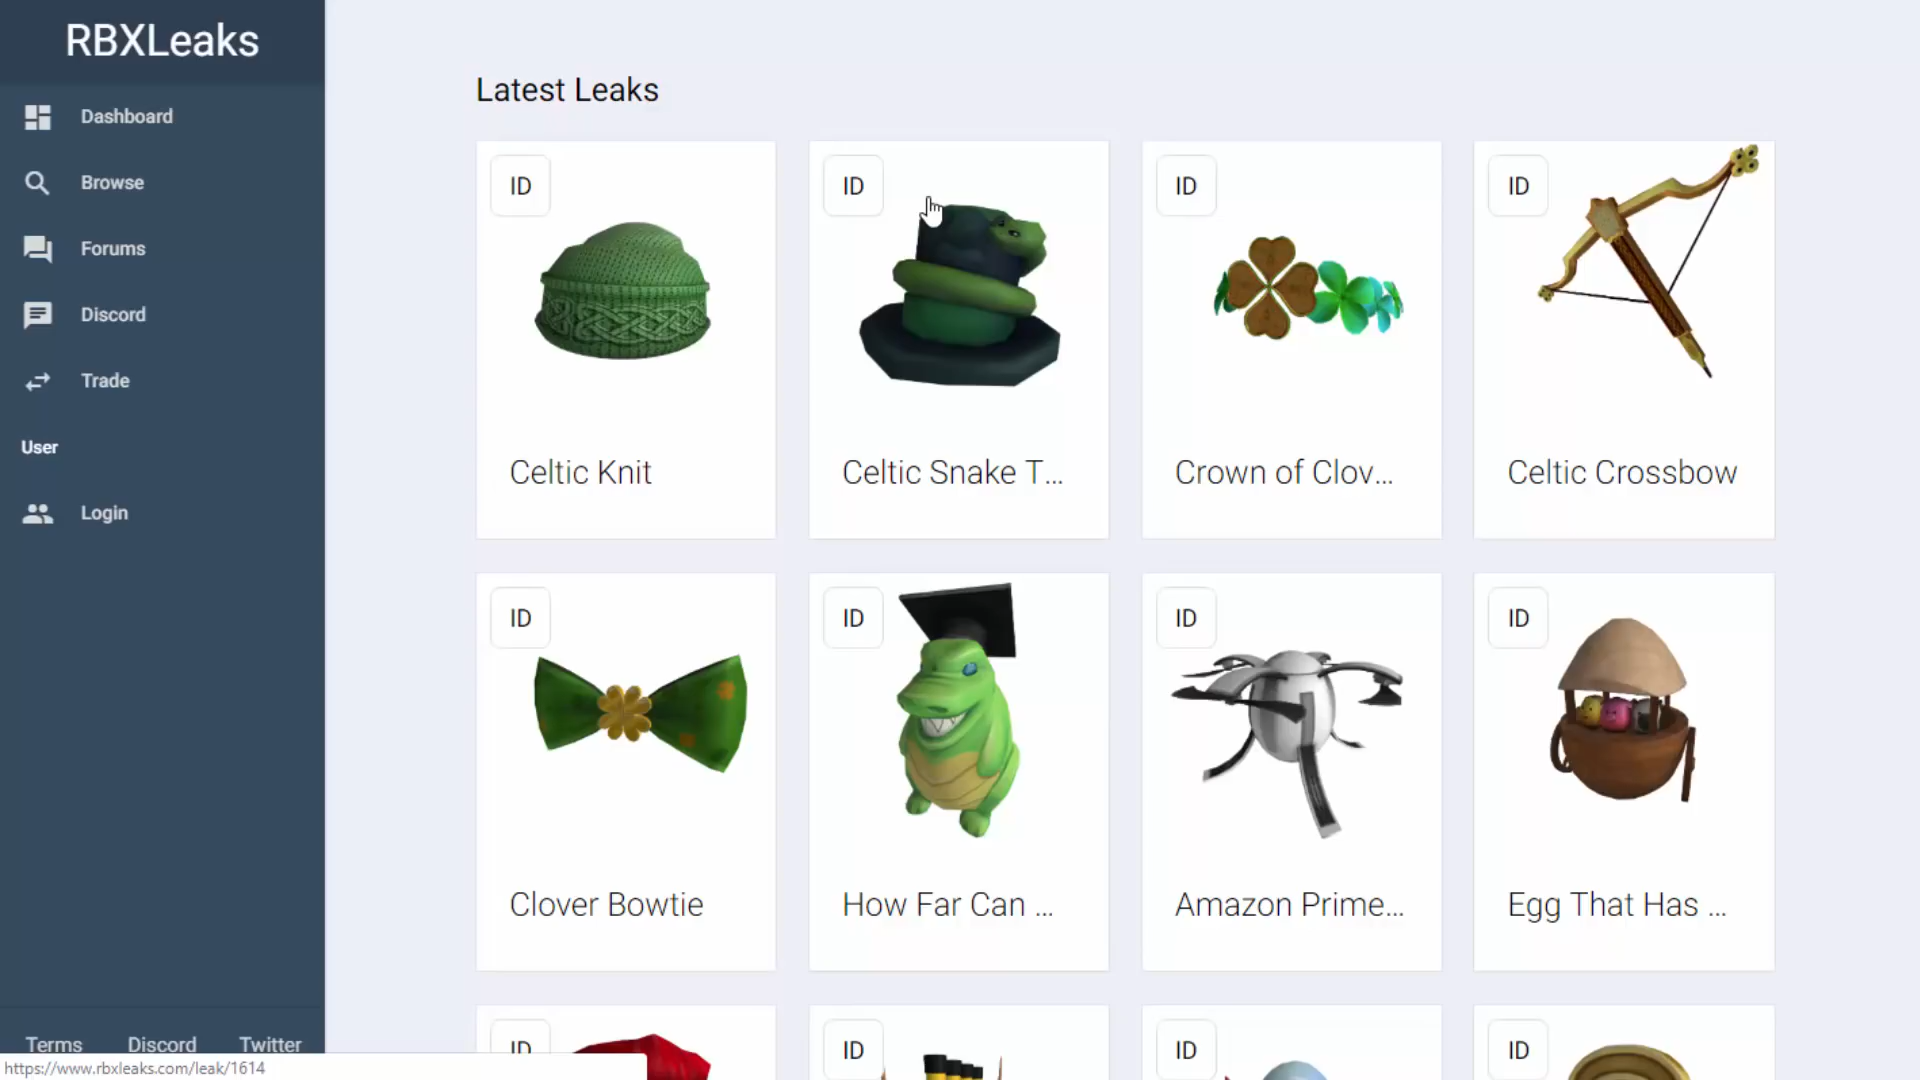 RBXLeaks
Dashboard
Browse
Forums
Discord
Trade
User
Login
Terms Discord Twitter
https://www.rbxleaks.com/leak/1614
Latest Leaks
ID ID ID ID
Celtic Knit Celtic Snake T... Crown of Clov... Celtic Crossbow
ID ID ID ID
Clover Bowtie How Far Can ... Amazon Prime... Egg That Has ...
ID ID ID ID